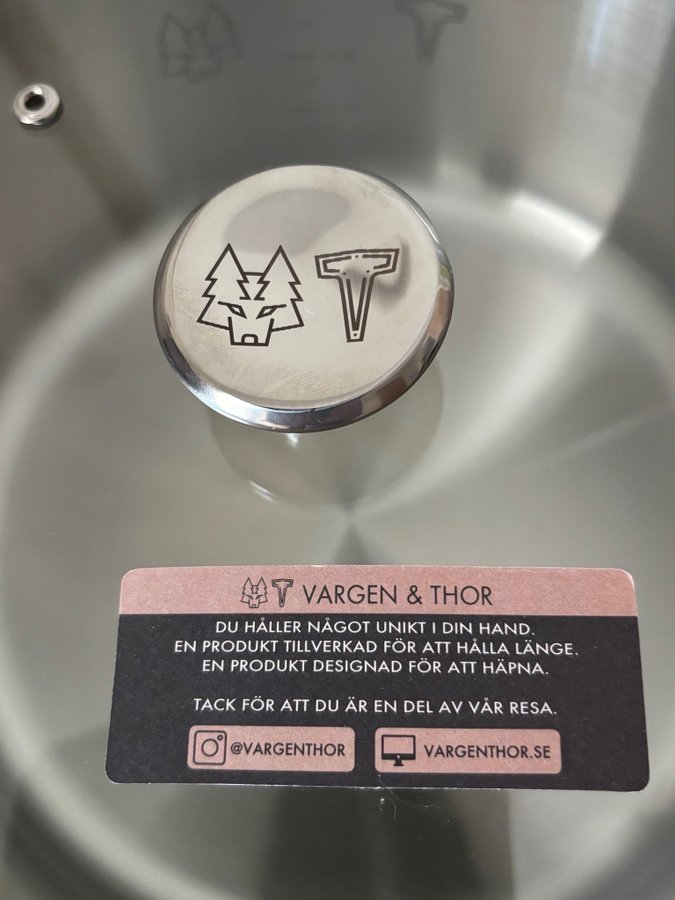 VARGEN & THOR
DU HÅLLER NÅGOT UNIKT I DIN HAND.
EN PRODUKT TILLVERKAD FÖR ATT HÅLLA LÄNGE.
EN PRODUKT DESIGNAD FÖR ATT HÄPNA.
TACK FÖR ATT DU ÄR EN DEL AV VÅR RESA.
@VARGENTHOR VARGENTHOR.SE